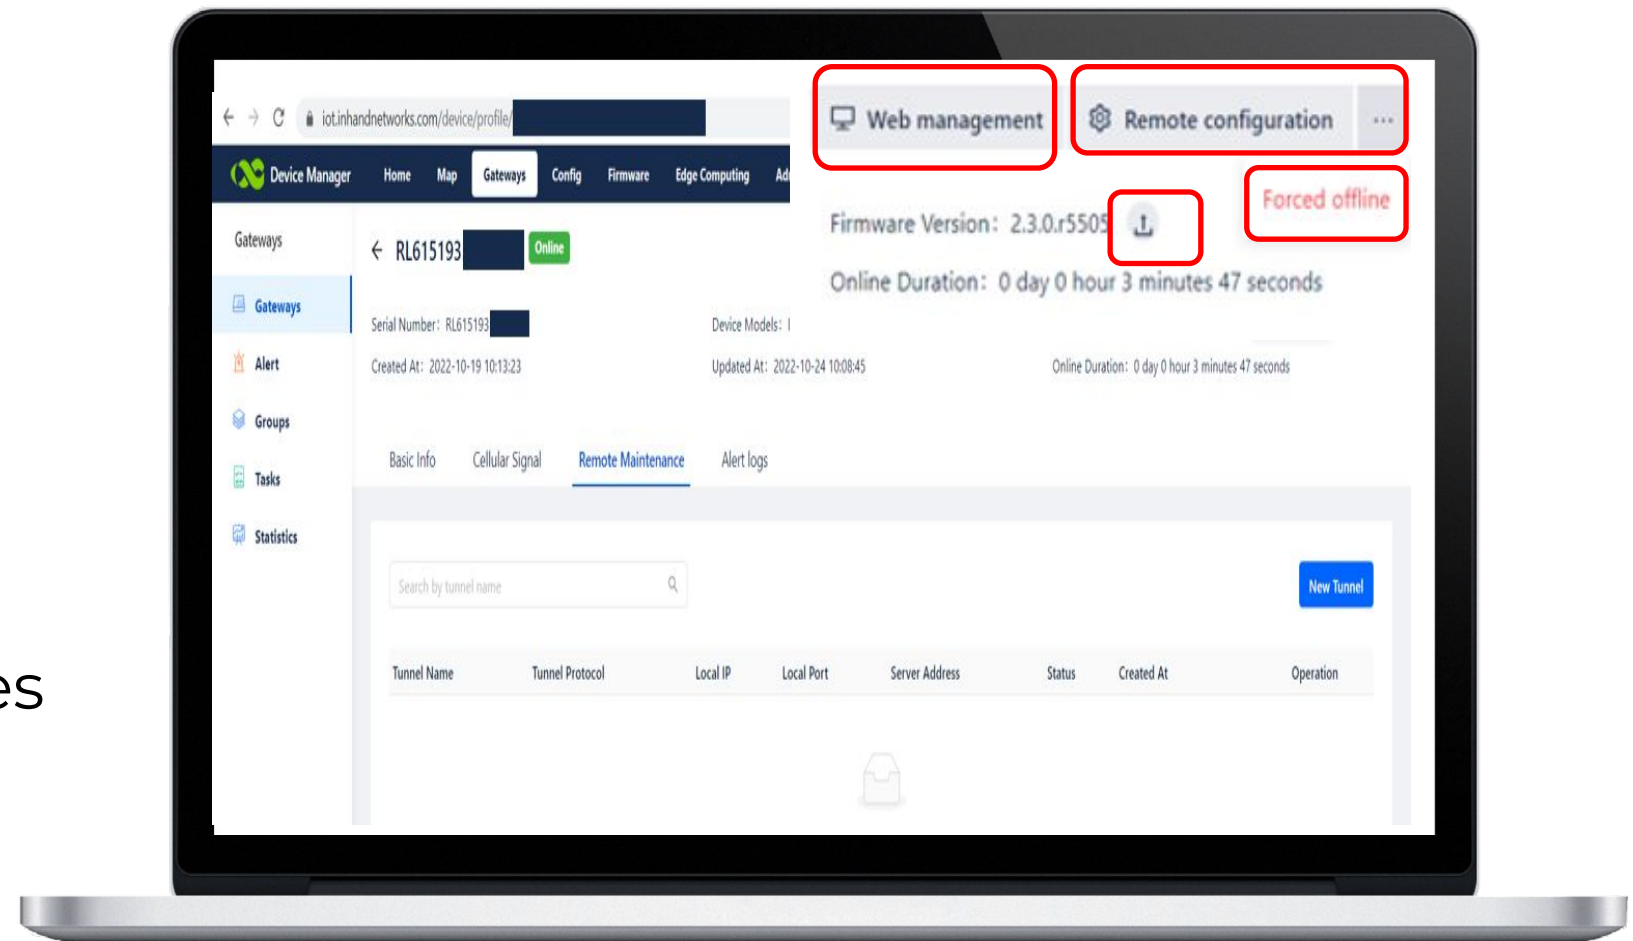 iot.inhandnetworks.com/device/profile/
Web management
Remote configuration
...
Device Manager
Home
Map
Gateways
Config
Firmware
Edge Computing
Forced offline
Firmware Version: 2.3.0.r5505
Online Duration: 0 day 0 hour 3 minutes 47 seconds
Gateways
RL615193
Online
Gateways
Serial Number: RL615193
Device Models:
Alert
Created At: 2022-10-19 10:13:23
Updated At: 2022-10-24 10:08:45
Online Duration: 0 day 0 hour 3 minutes 47 seconds
Groups
Basic Info
Cellular Signal
Remote Maintenance
Alert logs
Tasks
Statistics
Search by tunnel name
New Tunnel
Tunnel Name
Tunnel Protocol
Local IP
Local Port
Server Address
Status
Created At
Operation
es